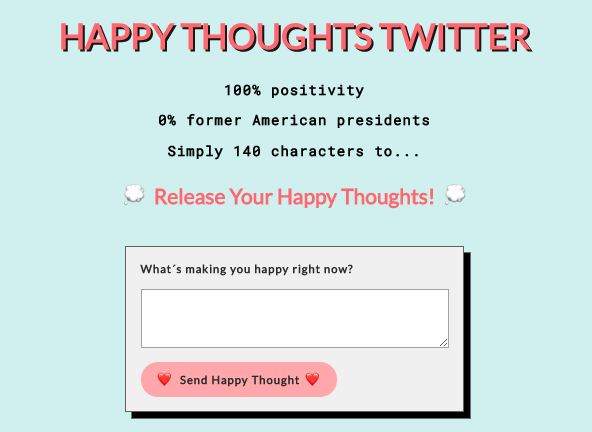 HAPPY THOUGHTS TWITTER
100% positivity
0% former American presidents
Simply 140 characters to...
💭 Release Your Happy Thoughts! 💭
What´s making you happy right now?
❤️ Send Happy Thought ❤️